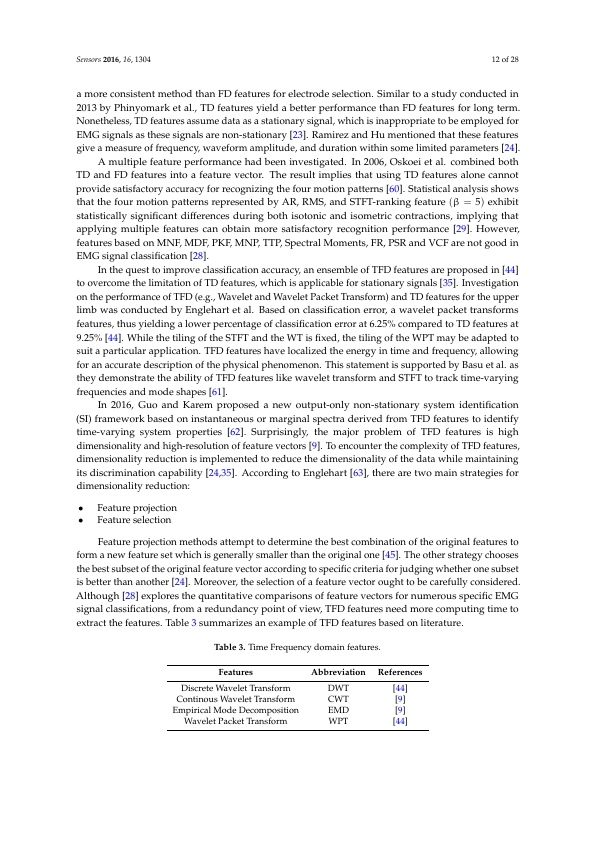 Sensors 2016, 16, 1304
12 of 28
a more consistent method than FD features for electrode selection. Similar to a study conducted in
2013 by Phinyomark et al., TD features yield a better performance than FD features for long term.
Nonetheless, TD features assume data as a stationary signal, which is inappropriate to be employed for
EMG signals as these signals are non-stationary [23]. Ramirez and Hu mentioned that these features
give a measure of frequency, waveform amplitude, and duration within some limited parameters [24].
A multiple feature performance had been investigated. In 2006, Oskoei et al. combined both
TD and FD features into a feature vector. The result implies that using TD features alone cannot
provide satisfactory accuracy for recognizing the four motion patterns [60]. Statistical analysis shows
that the four motion patterns represented by AR, RMS, and STFT-ranking feature (β = 5) exhibit
statistically significant differences during both isotonic and isometric contractions, implying that
applying multiple features can obtain more satisfactory recognition performance [29]. However,
features based on MNF, MDF, PKF, MNP, TTP, Spectral Moments, FR, PSR and VCF are not good in
EMG signal classification [28].
In the quest to improve classification accuracy, an ensemble of TFD features are proposed in [44]
to overcome the limitation of TD features, which is applicable for stationary signals [35]. Investigation
on the performance of TFD (e.g., Wavelet and Wavelet Packet Transform) and TD features for the upper
limb was conducted by Englehart et al. Based on classification error, a wavelet packet transforms
features, thus yielding a lower percentage of classification error at 6.25% compared to TD features at
9.25% [44]. While the tiling of the STFT and the WT is fixed, the tiling of the WPT may be adapted to
suit a particular application. TFD features have localized the energy in time and frequency, allowing
for an accurate description of the physical phenomenon. This statement is supported by Basu et al. as
they demonstrate the ability of TFD features like wavelet transform and STFT to track time-varying
frequencies and mode shapes [61].
In 2016, Guo and Karem proposed a new output-only non-stationary system identification
(SI) framework based on instantaneous or marginal spectra derived from TFD features to identify
time-varying system properties [62]. Surprisingly, the major problem of TFD features is high
dimensionality and high-resolution of feature vectors [9]. To encounter the complexity of TFD features,
dimensionality reduction is implemented to reduce the dimensionality of the data while maintaining
its discrimination capability [24,35]. According to Englehart [63], there are two main strategies for
dimensionality reduction:
• Feature projection
• Feature selection
Feature projection methods attempt to determine the best combination of the original features to
form a new feature set which is generally smaller than the original one [45]. The other strategy chooses
the best subset of the original feature vector according to specific criteria for judging whether one subset
is better than another [24]. Moreover, the selection of a feature vector ought to be carefully considered.
Although [28] explores the quantitative comparisons of feature vectors for numerous specific EMG
signal classifications, from a redundancy point of view, TFD features need more computing time to
extract the features. Table 3 summarizes an example of TFD features based on literature.
Table 3. Time Frequency domain features.
Features Abbreviation References
Discrete Wavelet Transform DWT [44]
Continous Wavelet Transform CWT [9]
Empirical Mode Decomposition EMD [9]
Wavelet Packet Transform WPT [44]